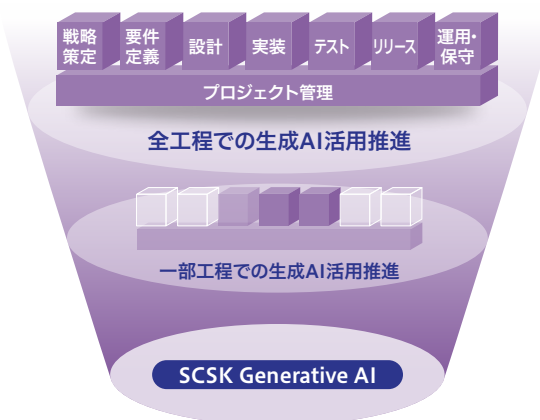 戦略
策定
要件
定義
設計
実装
テスト
リリース
運用・
保守
プロジェクト管理
全工程での生成AI活用推進
一部工程での生成AI活用推進
SCSK Generative AI